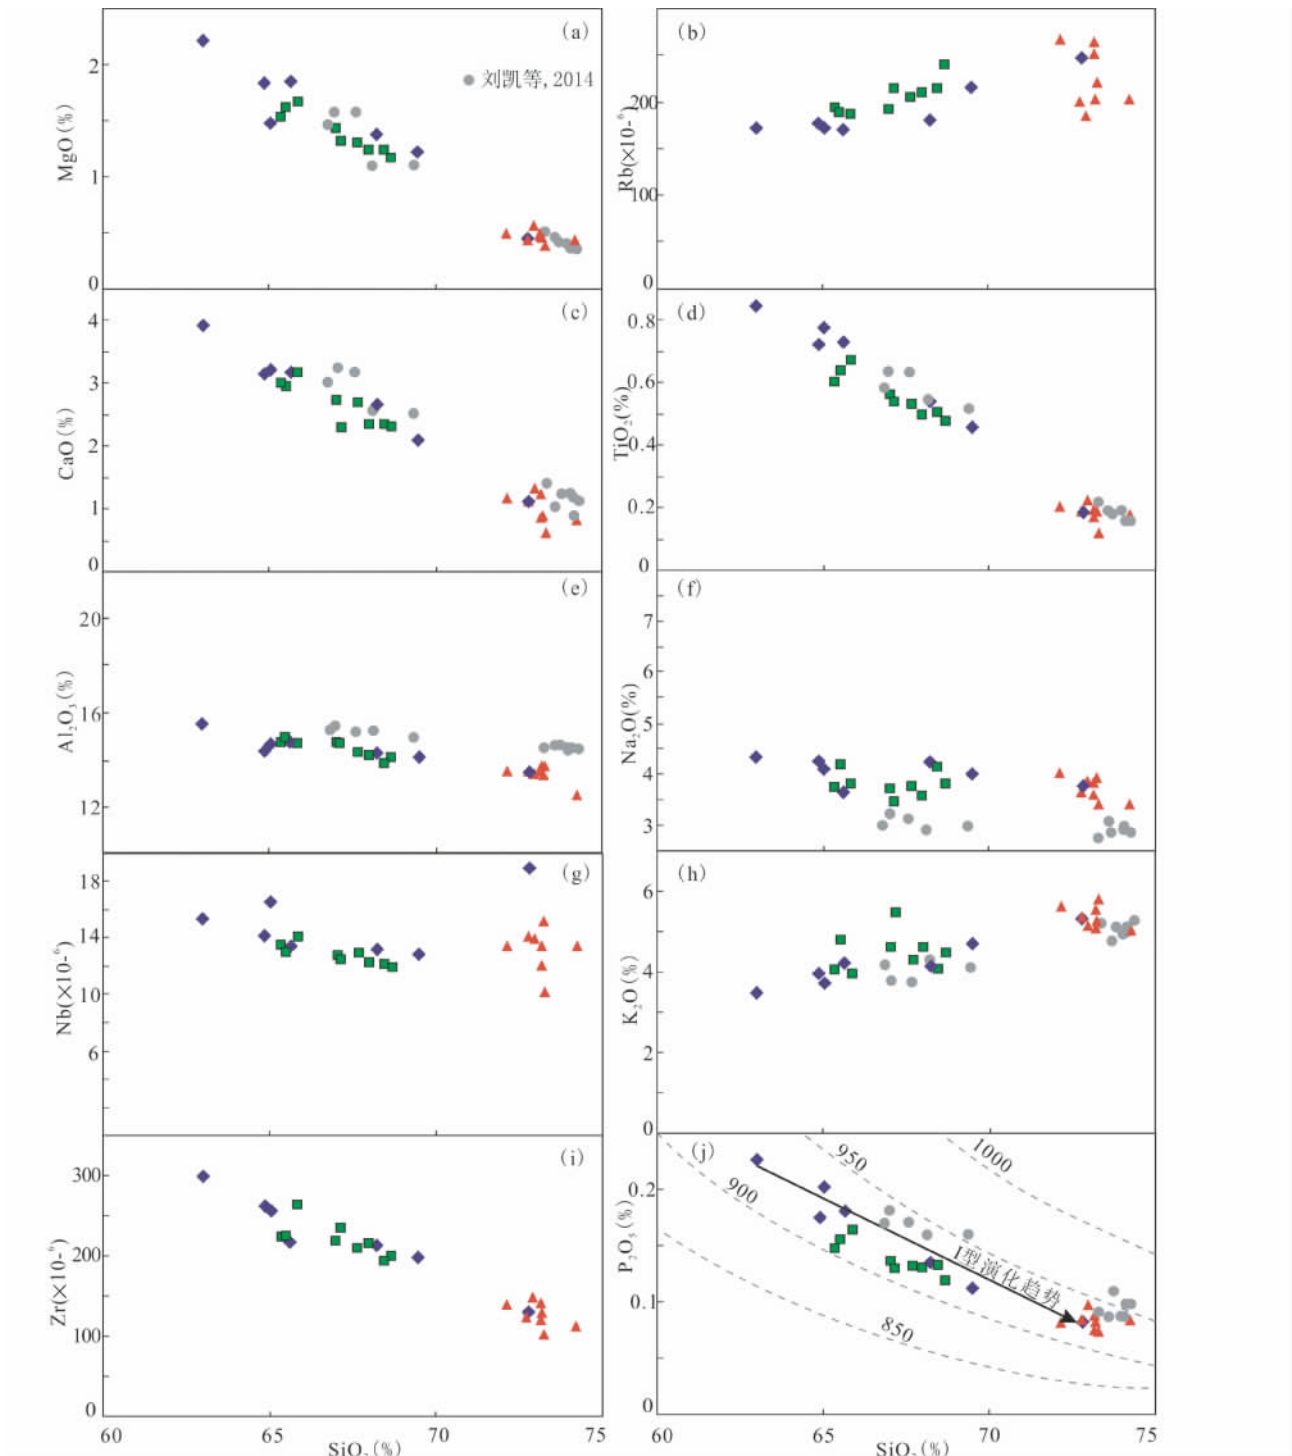 (a)
2
1
0
MgO(%)
刘凯等,2014
(b)
200
100
0
Rb(×10-⁶)
(c)
4
3
2
1
0
CaO(%)
(d)
0.8
0.6
0.4
0.2
0
TiO₂(%)
(e)
20
16
12
Al₂O₃(%)
(f)
7
6
5
4
3
Na₂O(%)
(g)
18
14
10
6
Nb(×10-⁶)
(h)
6
4
2
0
K₂O(%)
(i)
300
200
100
0
Zr(×10-⁶)
60
65
70
75
SiO₂(%)
(j)
950
1000
900
850
I型演化趋势
0.2
0.1
0
P₂O₅(%)
60
65
70
75
SiO₂(%)